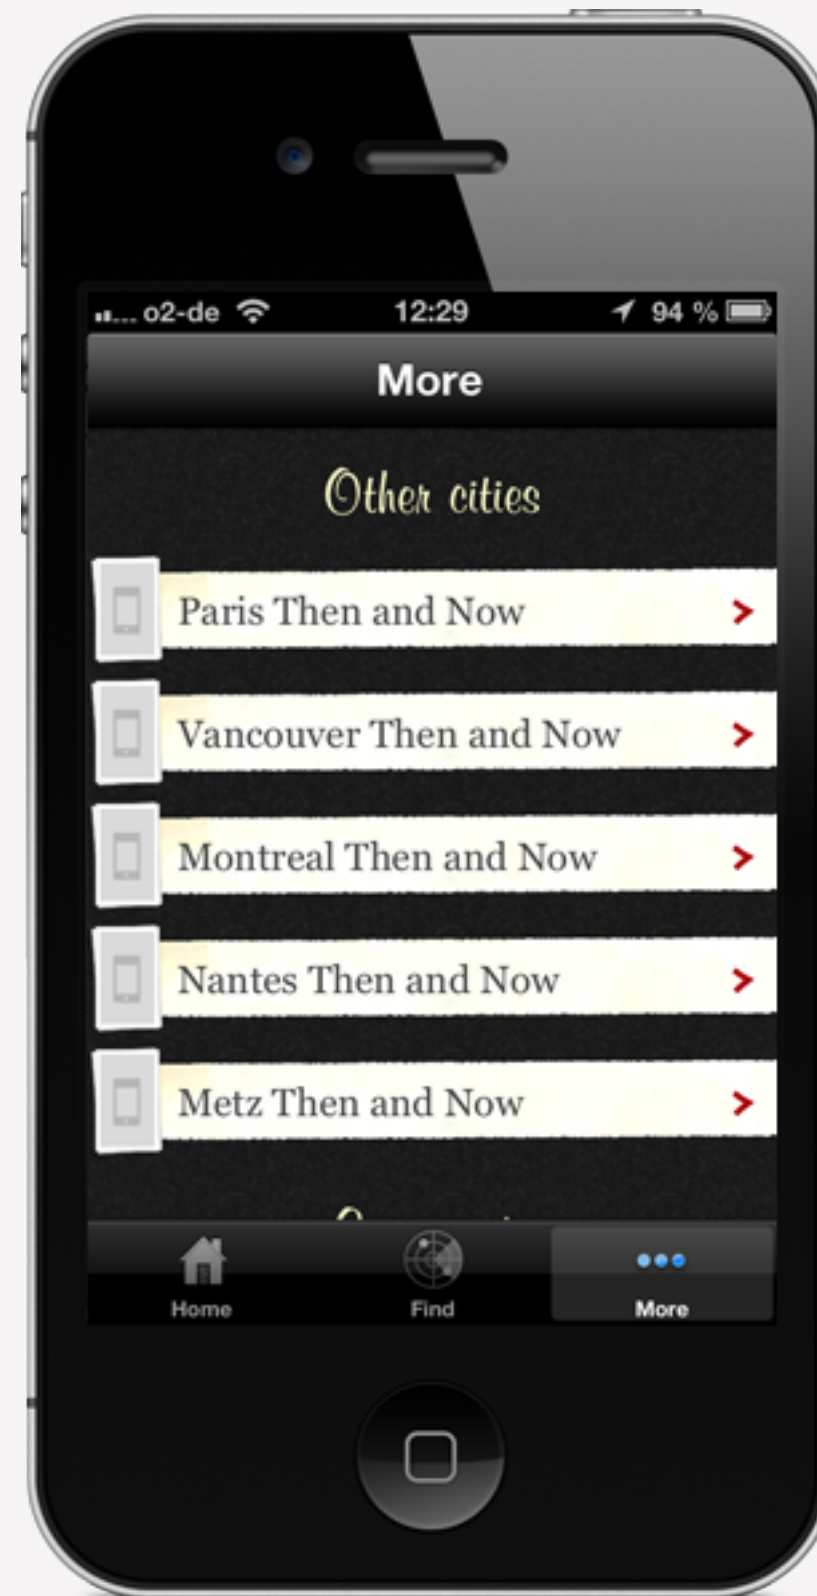 o2-de 12:29 94 %
More
Other cities
Paris Then and Now
Vancouver Then and Now
Montreal Then and Now
Nantes Then and Now
Metz Then and Now
Home Find More